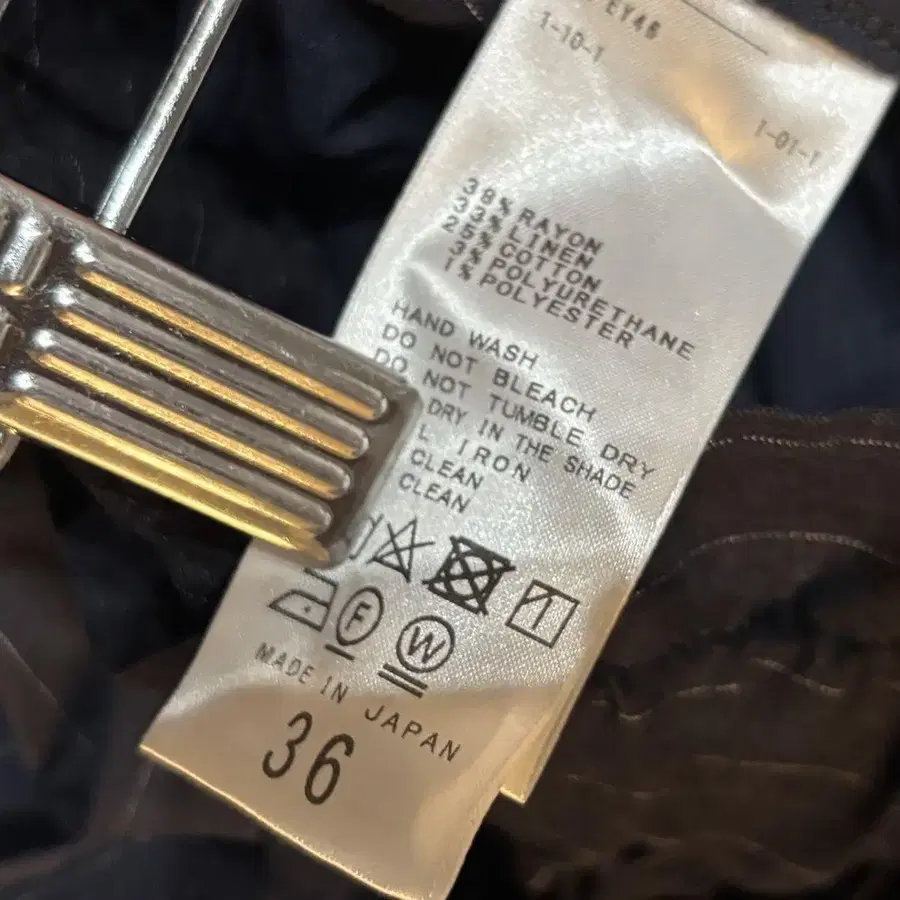 EY46
1-10-1
1-01-1
38% RAYON
33% LINEN
25% COTTON
3% POLYURETHANE
1% POLYESTER
HAND WASH
DO NOT BLEACH
DO NOT TUMBLE DRY
DRY IN THE SHADE
L IRON
CLEAN
CLEAN
F
W
MADE IN JAPAN
36